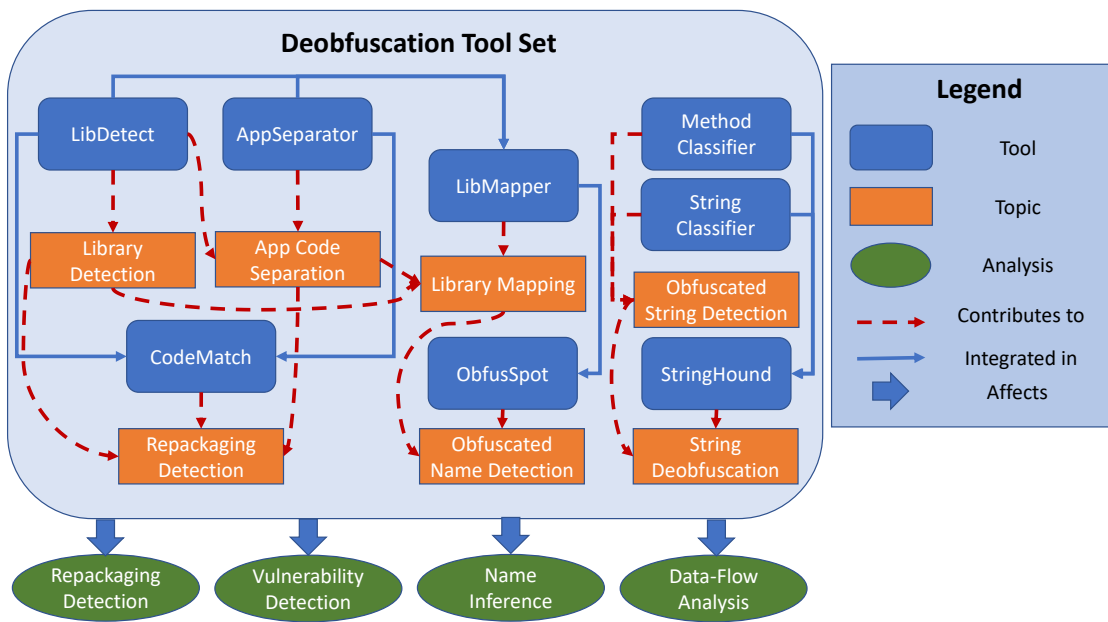 Deobfuscation Tool Set
LibDetect
AppSeparator
LibMapper
Method
Classifier
String
Classifier
Library
Detection
App Code
Separation
Library Mapping
Obfuscated
String Detection
CodeMatch
ObfusSpot
StringHound
Repackaging
Detection
Obfuscated
Name Detection
String
Deobfuscation
Repackaging
Detection
Vulnerability
Detection
Name
Inference
Data-Flow
Analysis
Legend
Tool
Topic
Analysis
Contributes to
Integrated in
Affects